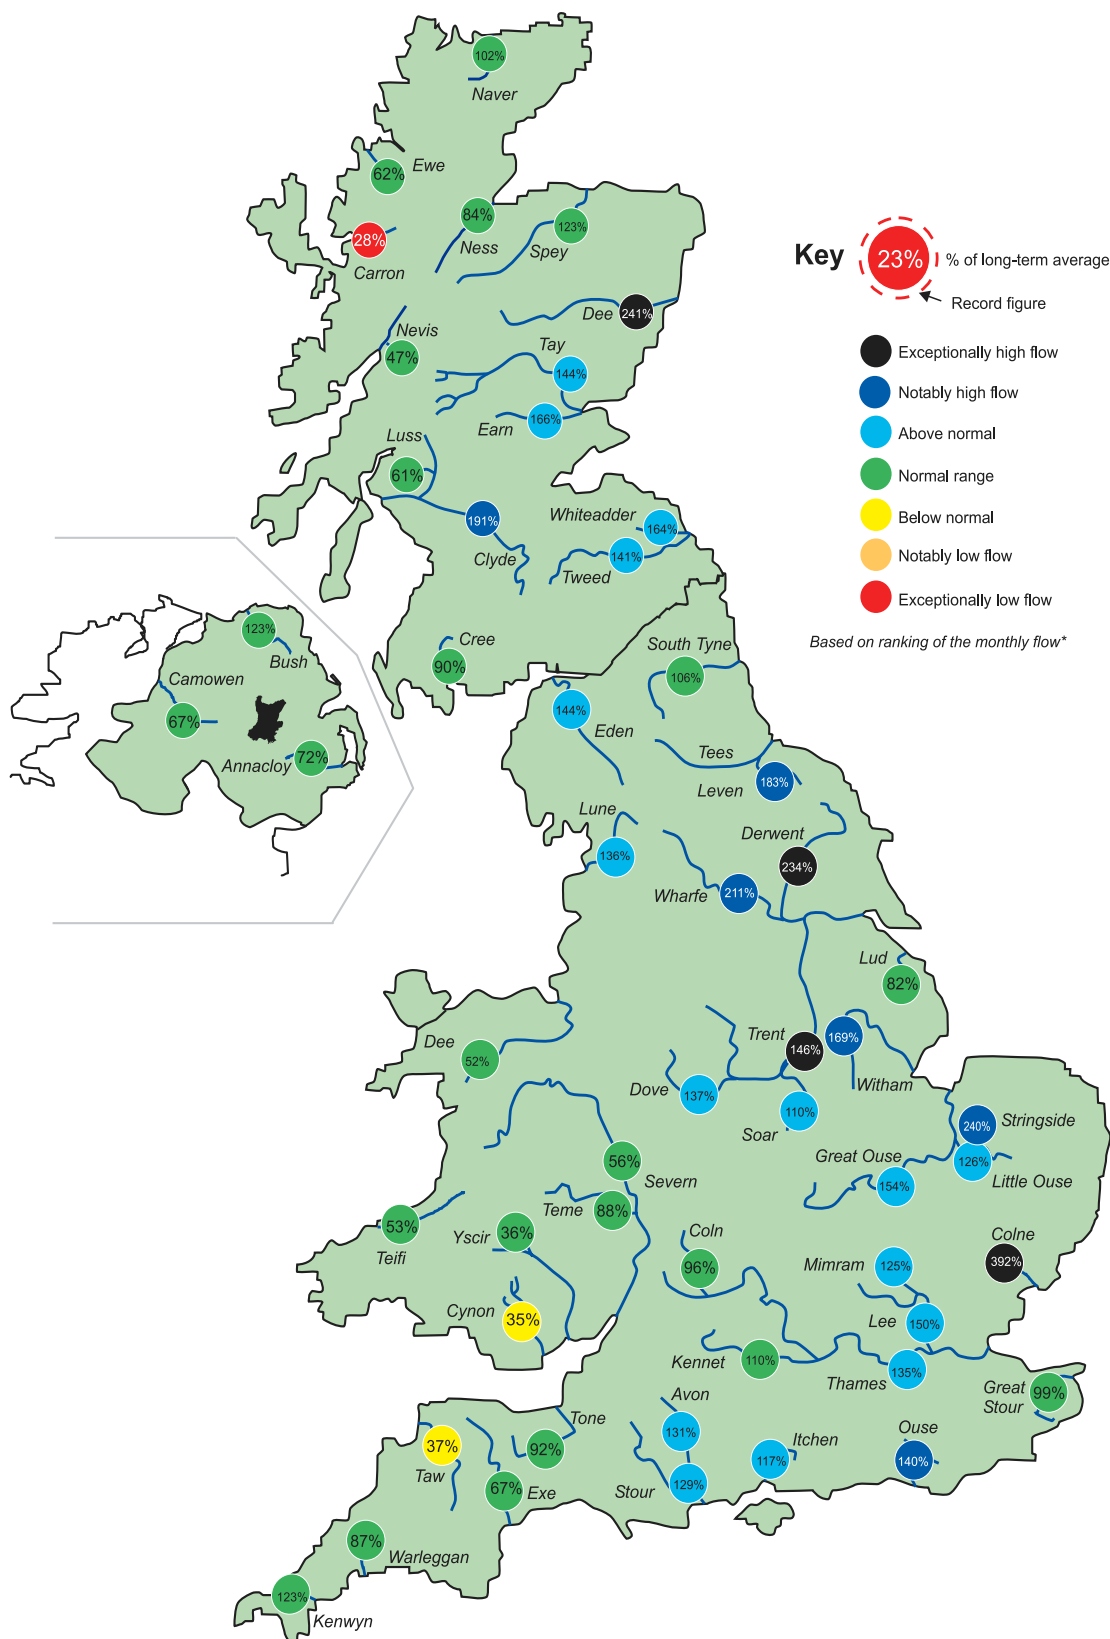 102%
Naver
Ewe
62%
84%
Ness
123%
Spey
28%
Carron
Key
23%
% of long-term average
Record figure
Exceptionally high flow
Notably high flow
Above normal
Normal range
Below normal
Notably low flow
Exceptionally low flow
Based on ranking of the monthly flow*
Dee
241%
Nevis
47%
Tay
144%
Earn
166%
Luss
61%
191%
Clyde
Whiteadder
164%
141%
Tweed
Cree
90%
South Tyne
106%
123%
Bush
Camowen
67%
Annacloy
72%
144%
Eden
Tees
Leven
183%
Lune
136%
Derwent
234%
Wharfe
211%
Lud
82%
Dee
52%
Trent
146%
169%
Witham
Dove
137%
110%
Soar
240%
Stringside
Great Ouse
126%
Little Ouse
154%
56%
Severn
Teme
88%
53%
Teifi
Yscir
36%
Coln
96%
Colne
392%
Mimram
125%
Cynon
35%
Lee
150%
Kennet
110%
Thames
135%
Great
Stour
99%
Avon
131%
Tone
92%
37%
Taw
Itchen
117%
Ouse
140%
Stour
129%
67%
Exe
87%
Warleggan
123%
Kenwyn